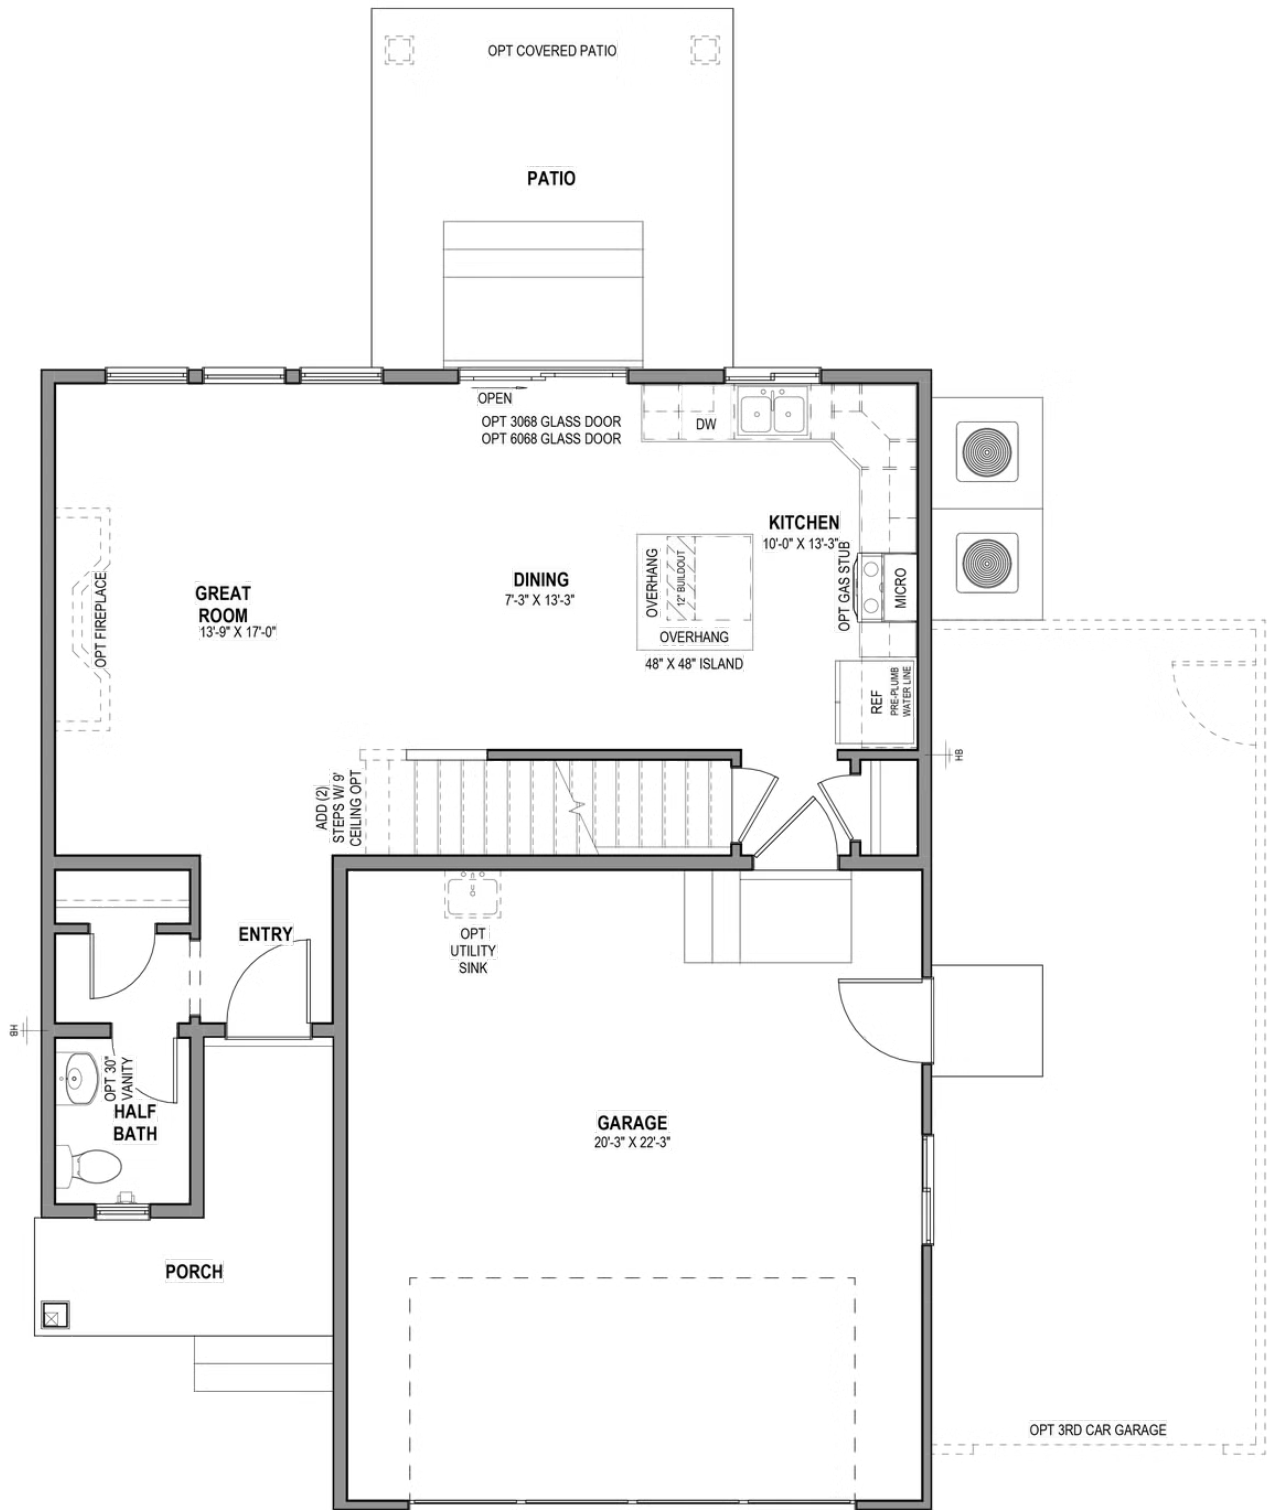 OPT COVERED PATIO
PATIO
OPEN
OPT 3068 GLASS DOOR
OPT 6068 GLASS DOOR
DW
KITCHEN
10'-0" X 13'-3"
OPT GAS STUB
MICRO
OVERHANG
12" BUILDOUT
OVERHANG
48" X 48" ISLAND
REF
PRE-PLUMB
WATER LINE
DINING
7'-3" X 13'-3"
GREAT
ROOM
13'-9" X 17'-0"
OPT FIREPLACE
HB
ADD (2)
STEPS W/ 9'
CEILING OPT
ENTRY
OPT
UTILITY
SINK
HB
OPT 30"
VANITY
HALF
BATH
GARAGE
20'-3" X 22'-3"
PORCH
OPT 3RD CAR GARAGE